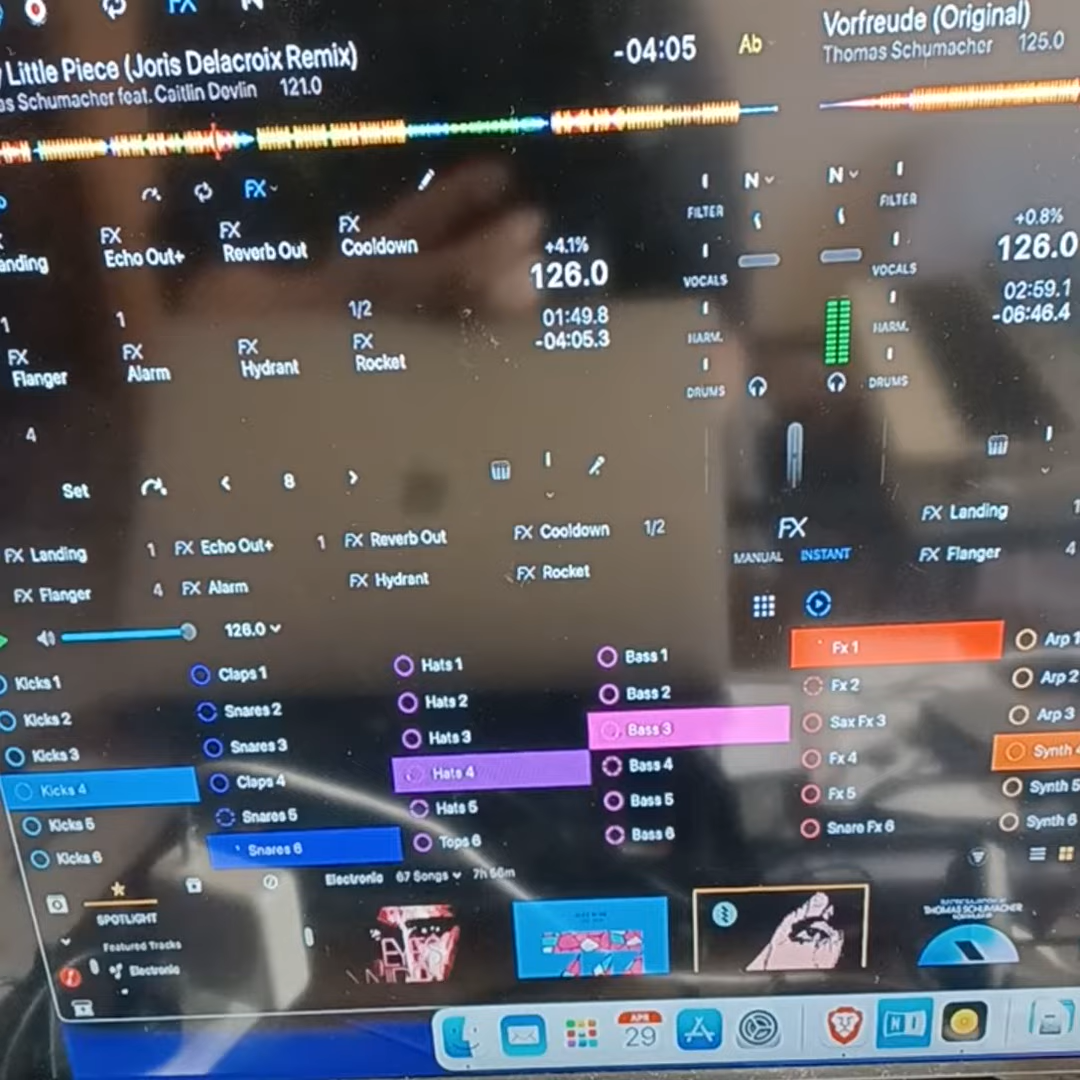 FX
Little Piece (Joris Delacroix Remix)
-04:05
Ab
Vorfreude (Original)
as Schumacher feat. Caitlin Devlin 121.0
Thomas Schumacher 125.0
FX
N
N
FILTER
FILTER
FX
FX
FX
anding
Echo Out+
Reverb Out
Cooldown
+4.1%
126.0
+0.8%
126.0
VOCALS
VOCALS
1
1
1/2
01:49.8
-04:05.3
02:59.1
-06:46.4
HARM.
HARM.
FX
FX
FX
FX
Flanger
Alarm
Hydrant
Rocket
DRUMS
DRUMS
4
Set
<
8
>
FX Landing 1
FX Echo Out+ 1
FX Reverb Out
FX Cooldown 1/2
FX
FX Landing 1
FX Flanger 4
FX Alarm
FX Hydrant
FX Rocket
MANUAL INSTANT
FX Flanger 4
126.0
Kicks 1
Claps 1
Hats 1
Bass 1
Fx 1
Arp 1
Kicks 2
Snares 2
Hats 2
Bass 2
Fx 2
Arp 2
Kicks 3
Snares 3
Hats 3
Bass 3
Sax Fx 3
Arp 3
Kicks 4
Claps 4
Hats 4
Bass 4
Fx 4
Synth 4
Kicks 5
Snares 5
Hats 5
Bass 5
Fx 5
Synth 5
Kicks 6
Snares 6
Tops 6
Bass 6
Snare Fx 6
Synth 6
Electronic 67 Songs 7h 56m
SPOTLIGHT
Featured Tracks
Electronic
THOMAS SCHUMACHER
APR
29
NI